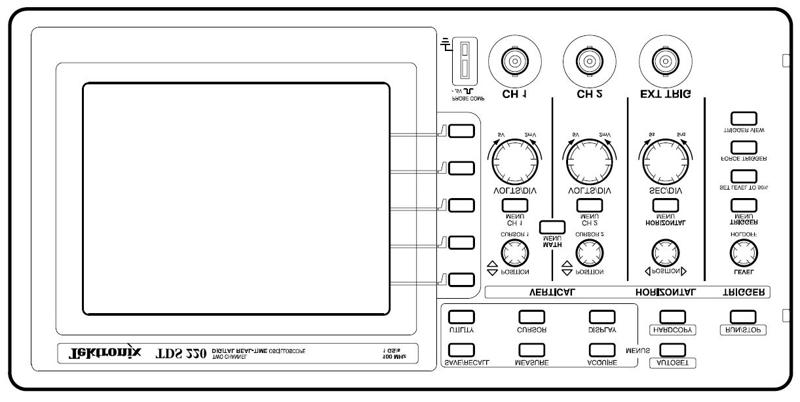 Tektronix TDS 220 DIGITAL REAL-TIME OSCILLOSCOPE
TWO CHANNEL
100 MHz
1 GS/s
SAVE/RECALL
MEASURE
ACQUIRE
MENUS
AUTOSET
UTILITY
CURSOR
DISPLAY
HARDCOPY
RUN/STOP
VERTICAL
HORIZONTAL
TRIGGER
POSITION
POSITION
POSITION
LEVEL
CURSOR 1
CURSOR 2
HOLDOFF
MATH
MENU
CH 1
MENU
CH 2
MENU
HORIZONTAL
MENU
TRIGGER
MENU
SET LEVEL TO 50%
FORCE TRIGGER
TRIGGER VIEW
VOLTS/DIV
VOLTS/DIV
SEC/DIV
5V
2mV
5V
2mV
5s
5ns
PROBE COMP
~5V
CH 1
CH 2
EXT TRIG